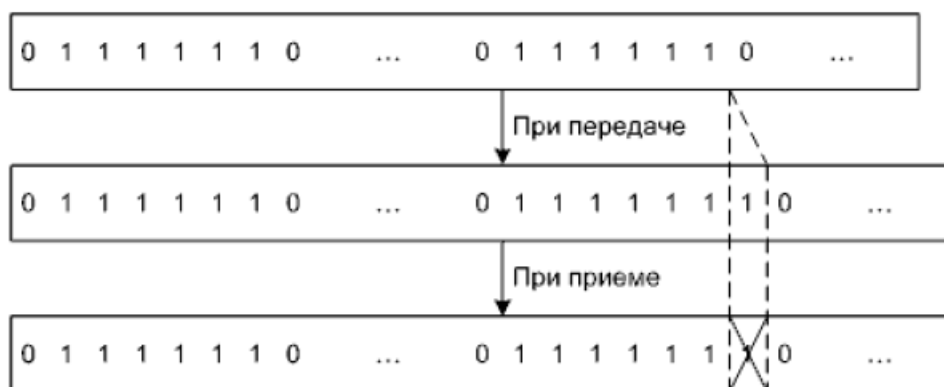 0 1 1 1 1 1 1 0 ... 0 1 1 1 1 1 1 0 ...
При передаче
0 1 1 1 1 1 1 0 ... 0 1 1 1 1 1 1 1 0 ...
При приеме
0 1 1 1 1 1 1 0 ... 0 1 1 1 1 1 1 1 0 ...